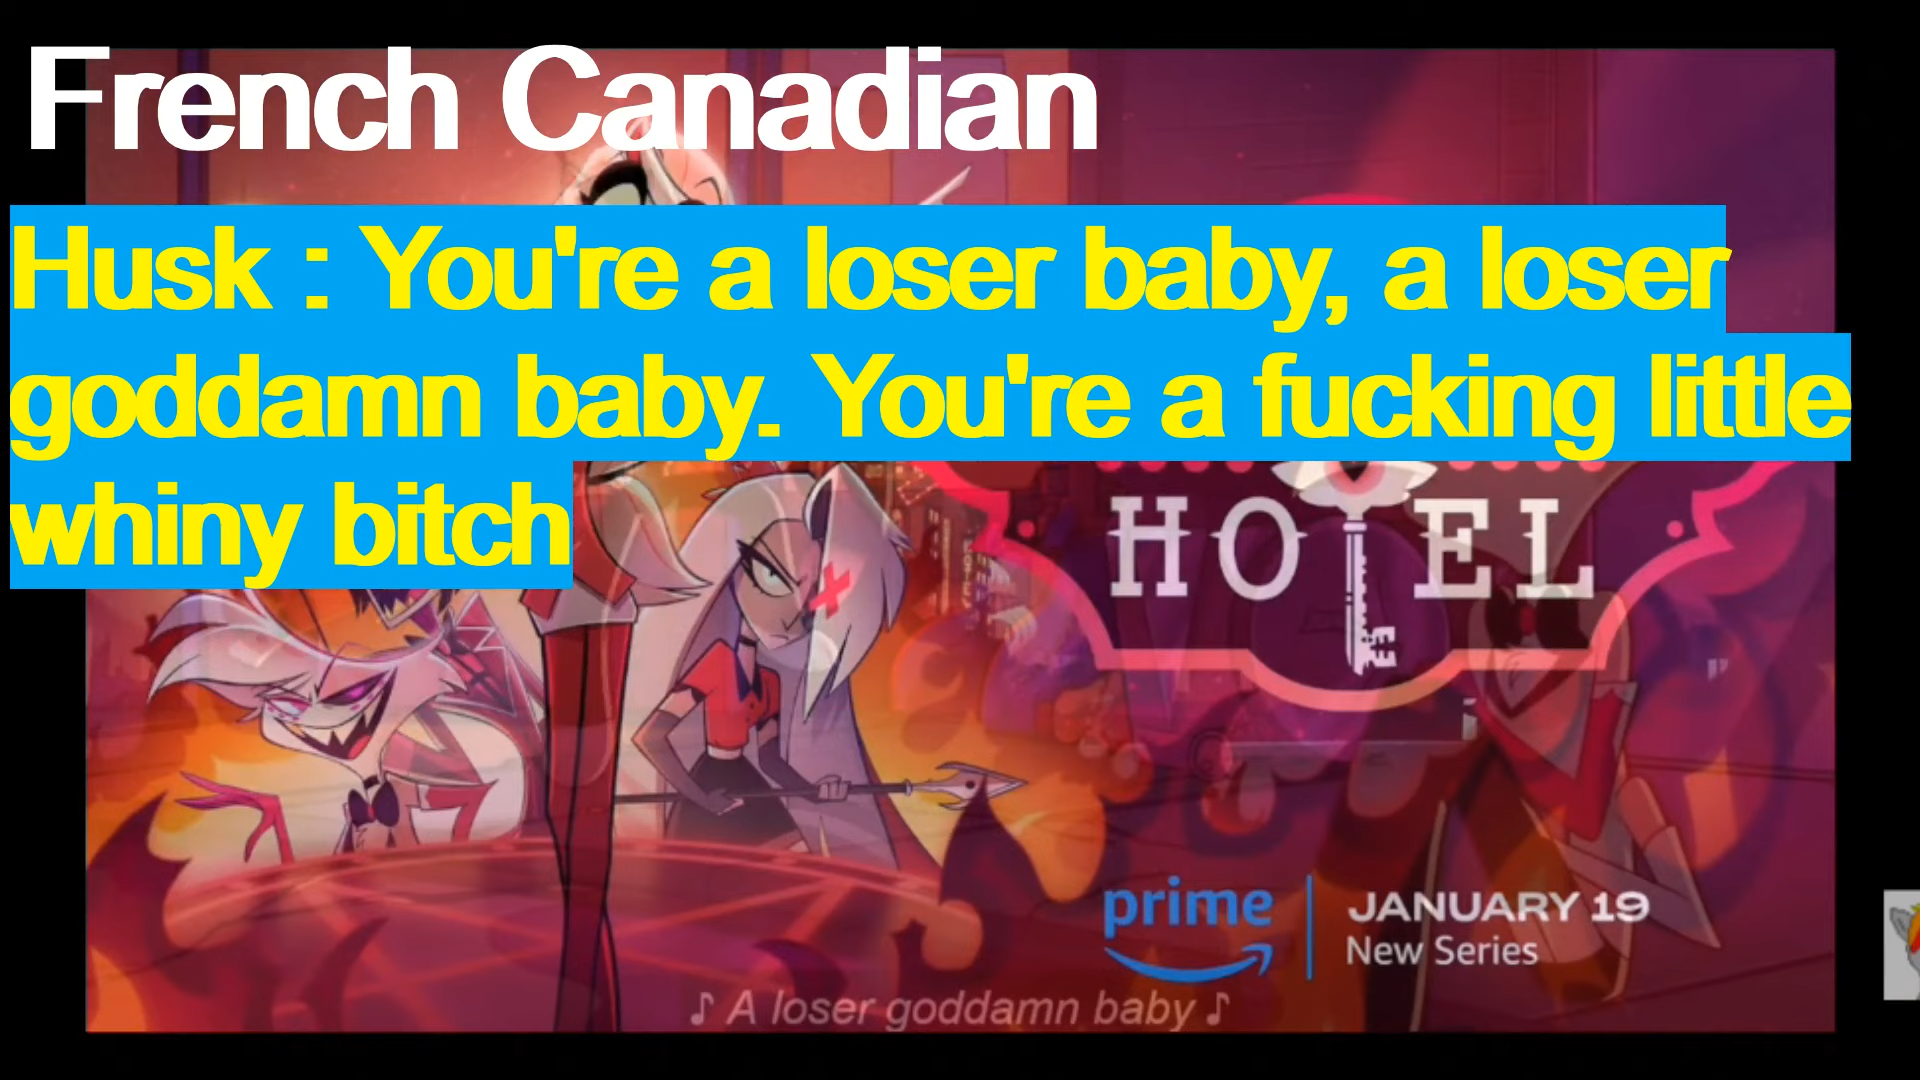 French Canadian
Husk : You're a loser baby, a loser
goddamn baby. You're a fucking little
whiny bitch
HOTEL
prime
JANUARY 19
New Series
♪ A loser goddamn baby ♪